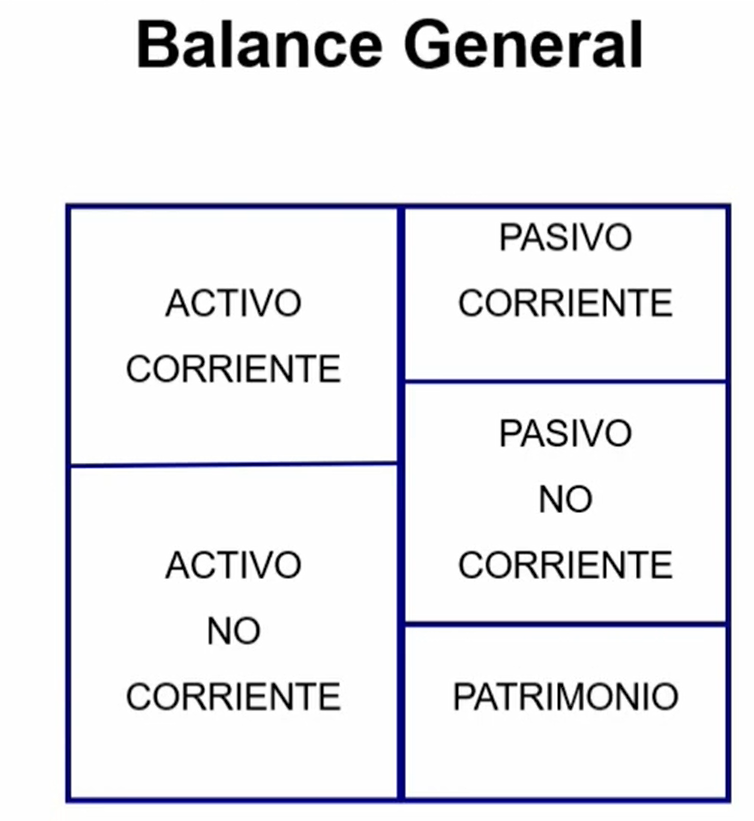 Balance General
ACTIVO
CORRIENTE
ACTIVO
NO
CORRIENTE
PASIVO
CORRIENTE
PASIVO
NO
CORRIENTE
PATRIMONIO